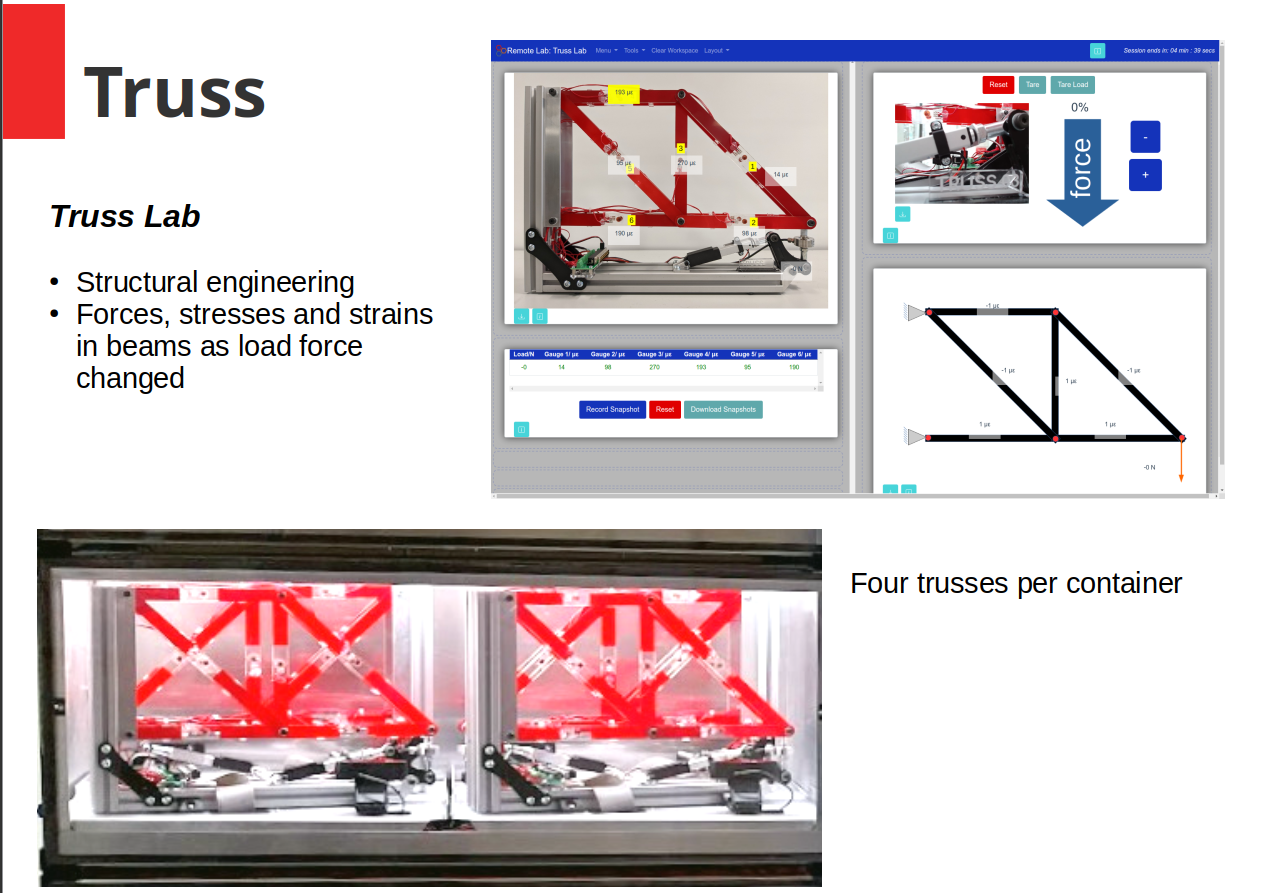 Truss
Truss Lab
• Structural engineering
• Forces, stresses and strains
in beams as load force
changed
Remote Lab: Truss Lab
Menu
Tools
Clear Workspace
Layout
Session ends in: 04 min : 39 secs
193 µε
3
95 µε
5
270 µε
1
14 µε
6
2
190 µε
98 µε
-0 N
Load/N Gauge 1/ µε Gauge 2/ µε Gauge 3/ µε Gauge 4/ µε Gauge 5/ µε Gauge 6/ µε
-0 14 98 270 193 95 190
Record Snapshot
Reset
Download Snapshots
Reset
Tare
Tare Load
0%
force
-
+
TRUSS
-1 µε
-1 µε
1 µε
-1 µε
1 µε
1 µε
-0 N
Four trusses per container